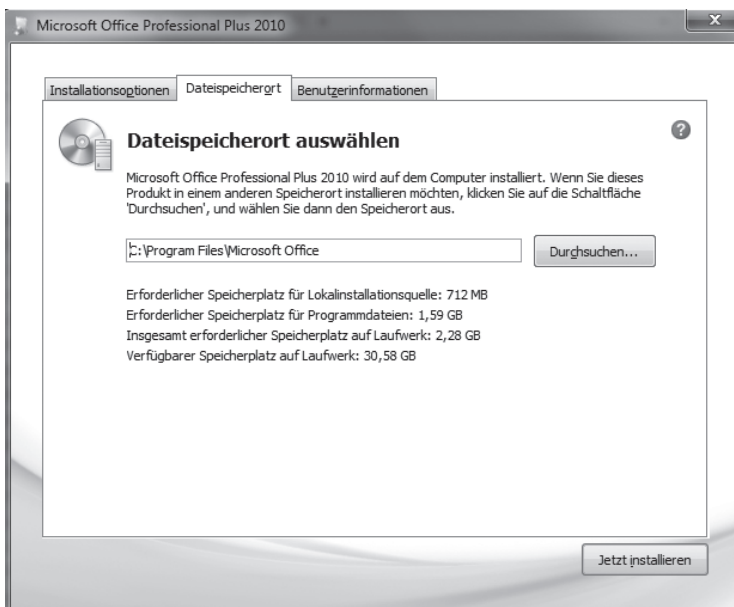 Microsoft Office Professional Plus 2010
Installationsoptionen
Dateispeicherort
Benutzerinformationen
Dateispeicherort auswählen
Microsoft Office Professional Plus 2010 wird auf dem Computer installiert. Wenn Sie dieses
Produkt in einem anderen Speicherort installieren möchten, klicken Sie auf die Schaltfläche
'Durchsuchen', und wählen Sie dann den Speicherort aus.
C:\Program Files\Microsoft Office
Durchsuchen...
Erforderlicher Speicherplatz für Lokalinstallationsquelle: 712 MB
Erforderlicher Speicherplatz für Programmdateien: 1,59 GB
Insgesamt erforderlicher Speicherplatz auf Laufwerk: 2,28 GB
Verfügbarer Speicherplatz auf Laufwerk: 30,58 GB
Jetzt installieren